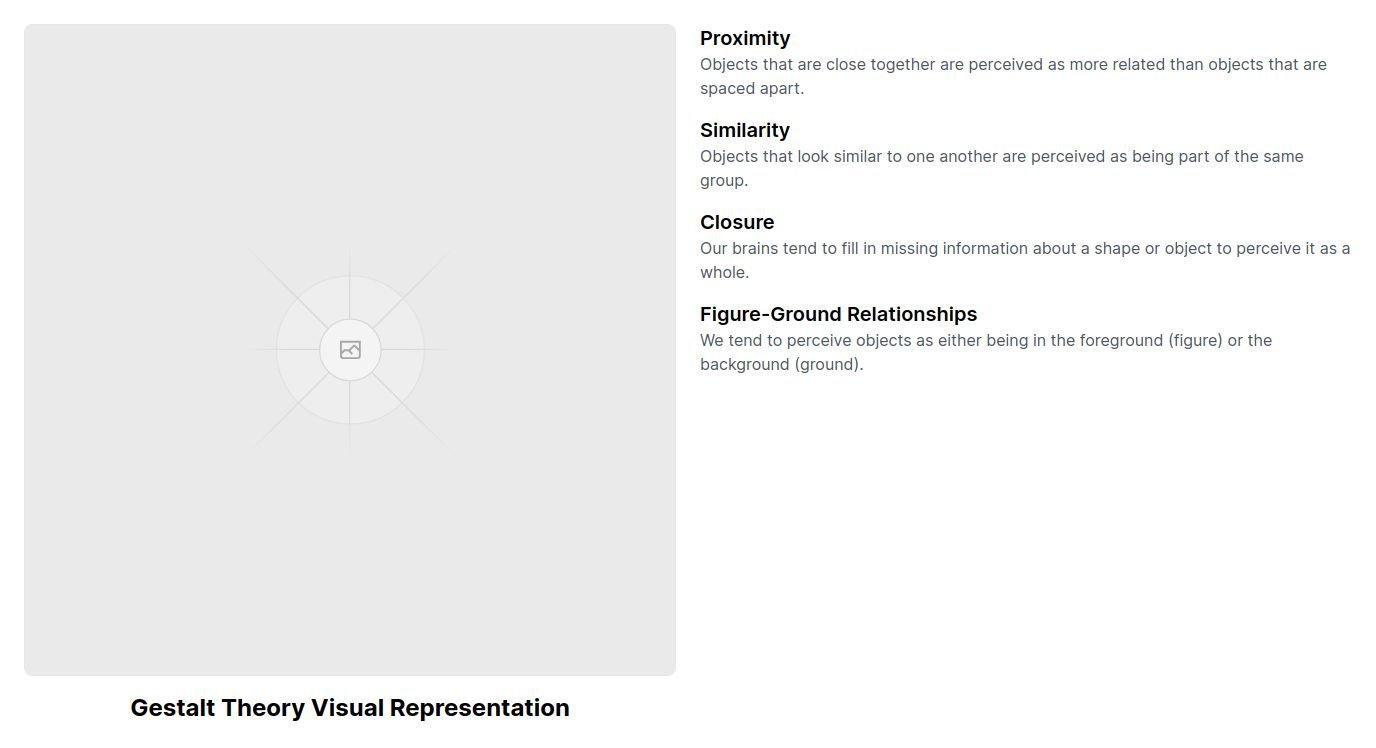 Proximity
Objects that are close together are perceived as more related than objects that are
spaced apart.
Similarity
Objects that look similar to one another are perceived as being part of the same
group.
Closure
Our brains tend to fill in missing information about a shape or object to perceive it as a
whole.
Figure-Ground Relationships
We tend to perceive objects as either being in the foreground (figure) or the
background (ground).
Gestalt Theory Visual Representation